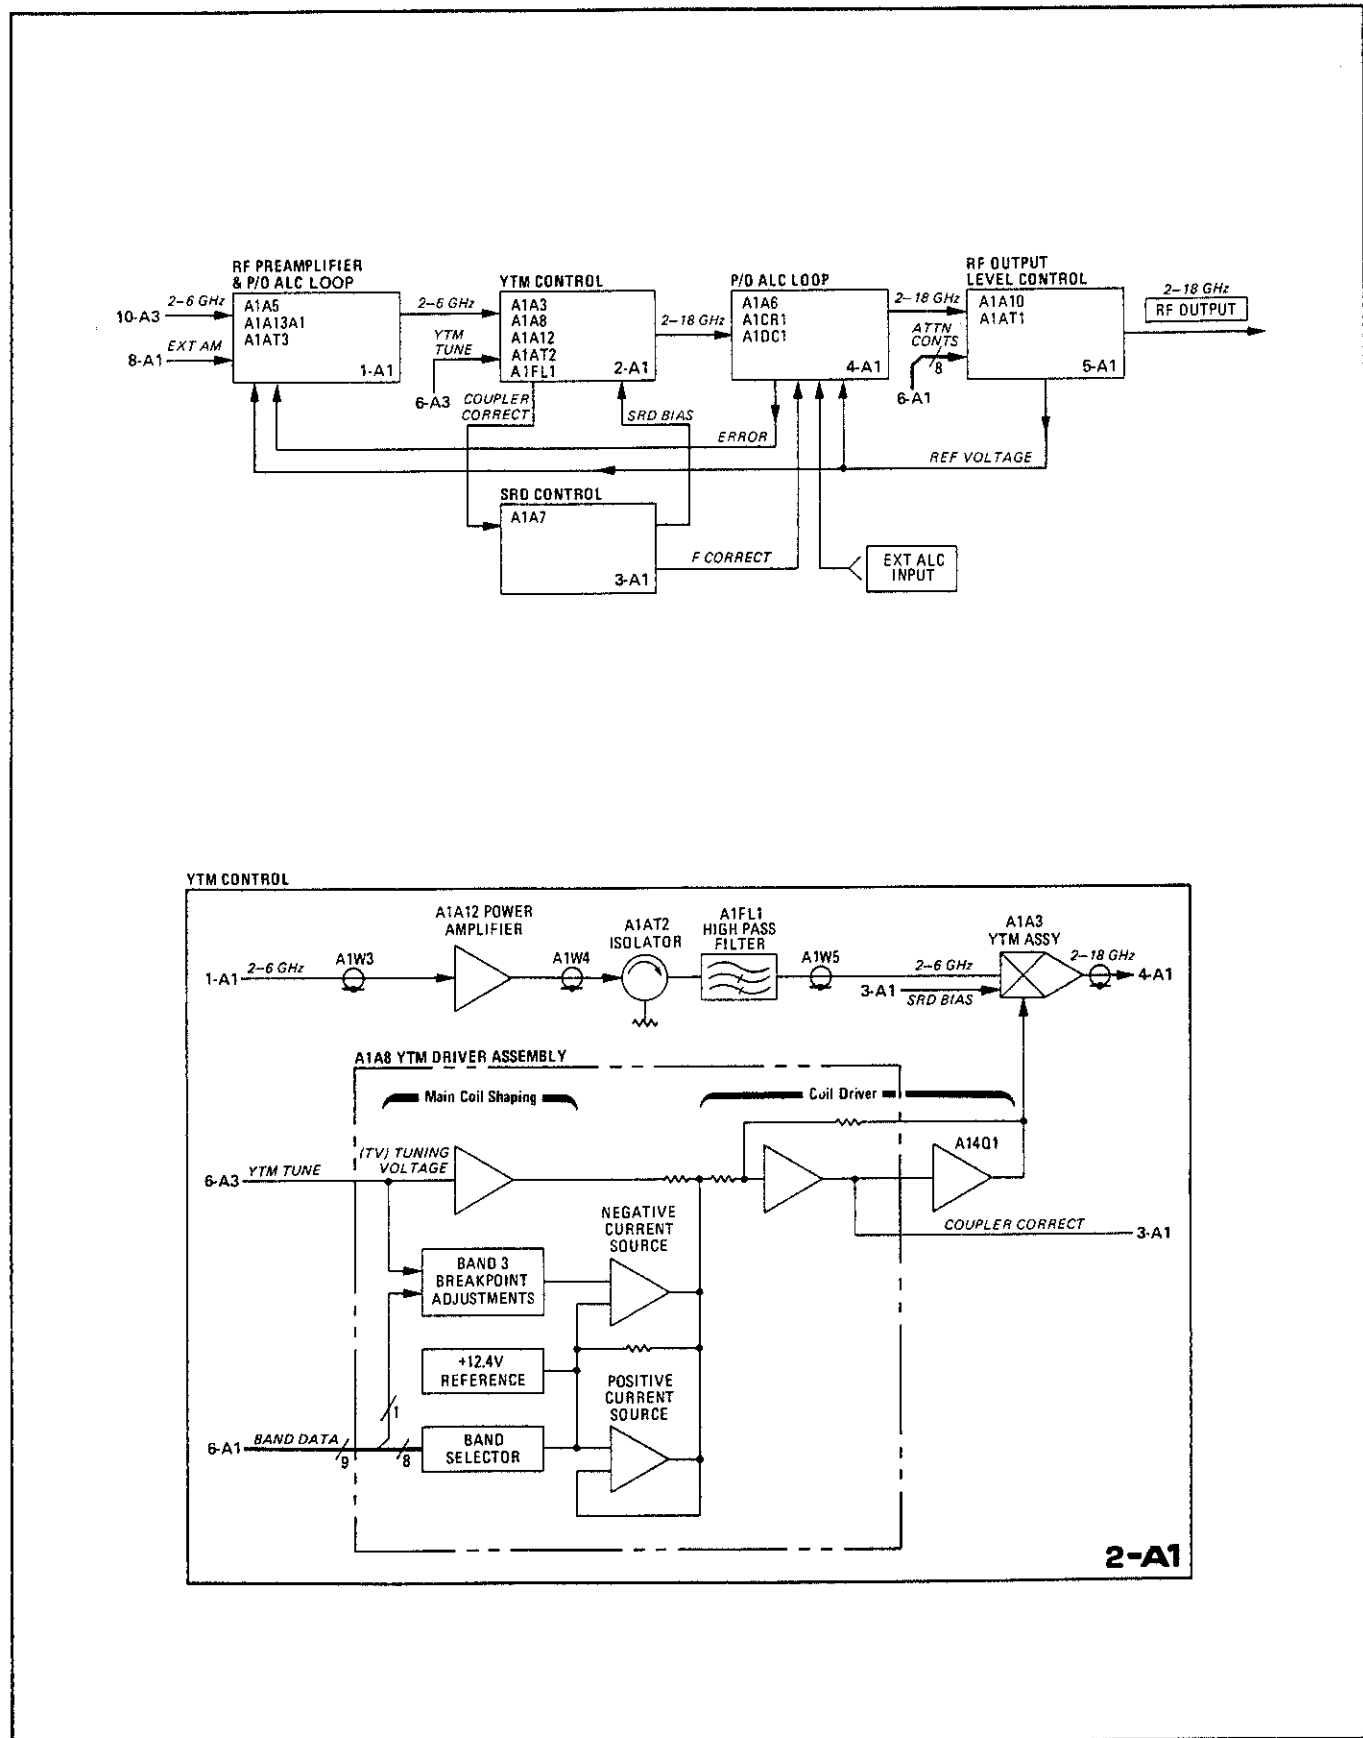 RF PREAMPLIFIER
& P/O ALC LOOP
2–6 GHz
10-A3
EXT AM
8-A1
A1A5
A1A13A1
A1AT3
1-A1
2–6 GHz
YTM
TUNE
6-A3
YTM CONTROL
A1A3
A1A8
A1A12
A1AT2
A1FL1
2-A1
COUPLER
CORRECT
SRD BIAS
2–18 GHz
P/O ALC LOOP
A1A6
A1CR1
A1DC1
4-A1
2–18 GHz
ATTN
CONTS
8
6-A1
RF OUTPUT
LEVEL CONTROL
A1A10
A1AT1
5-A1
2–18 GHz
RF OUTPUT
ERROR
REF VOLTAGE
SRD CONTROL
A1A7
3-A1
F CORRECT
EXT ALC
INPUT
YTM CONTROL
A1A12 POWER
AMPLIFIER
A1AT2
ISOLATOR
A1FL1
HIGH PASS
FILTER
A1A3
YTM ASSY
1-A1
2–6 GHz
A1W3
A1W4
A1W5
2–6 GHz
3-A1
SRD BIAS
2–18 GHz
4-A1
A1A8 YTM DRIVER ASSEMBLY
Main Coil Shaping
Coil Driver
6-A3
YTM TUNE
(TV) TUNING
VOLTAGE
A14Q1
COUPLER CORRECT
3-A1
NEGATIVE
CURRENT
SOURCE
BAND 3
BREAKPOINT
ADJUSTMENTS
+12.4V
REFERENCE
POSITIVE
CURRENT
SOURCE
1
6-A1
BAND DATA
9
8
BAND
SELECTOR
2-A1